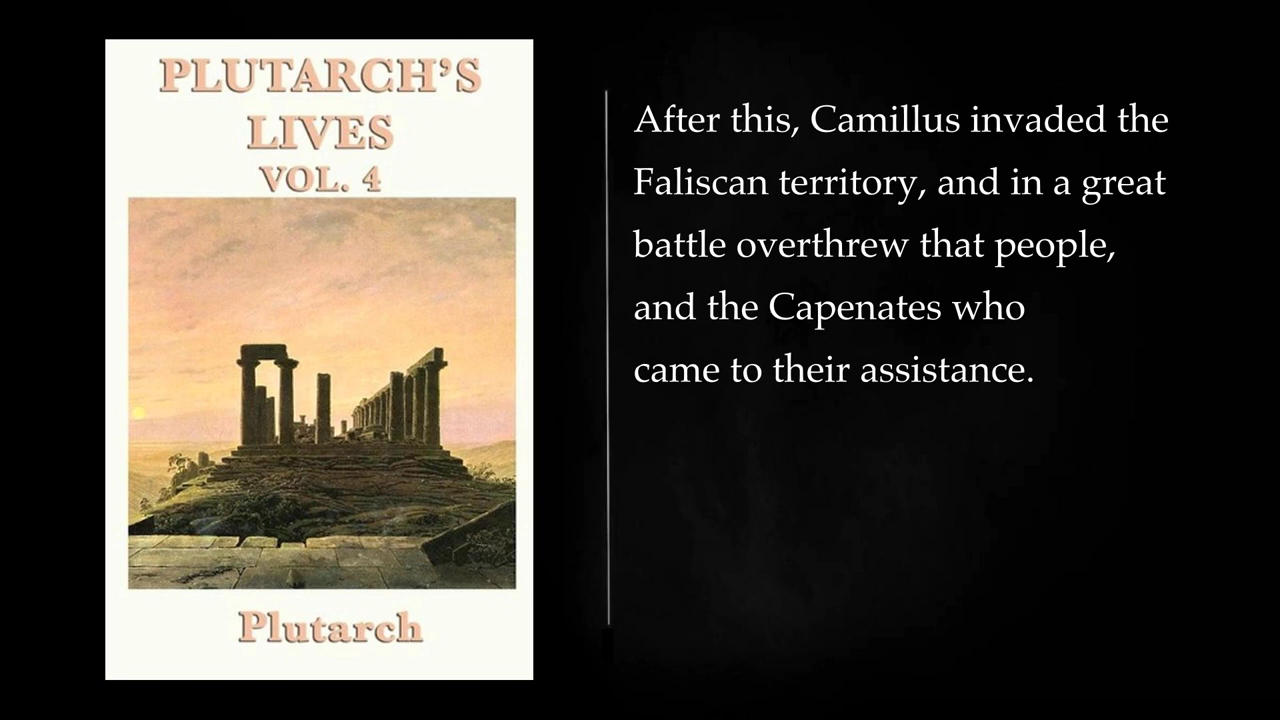 PLUTARCH'S
LIVES
VOL. 4
Plutarch
After this, Camillus invaded the
Faliscan territory, and in a great
battle overthrew that people,
and the Capenates who
came to their assistance.